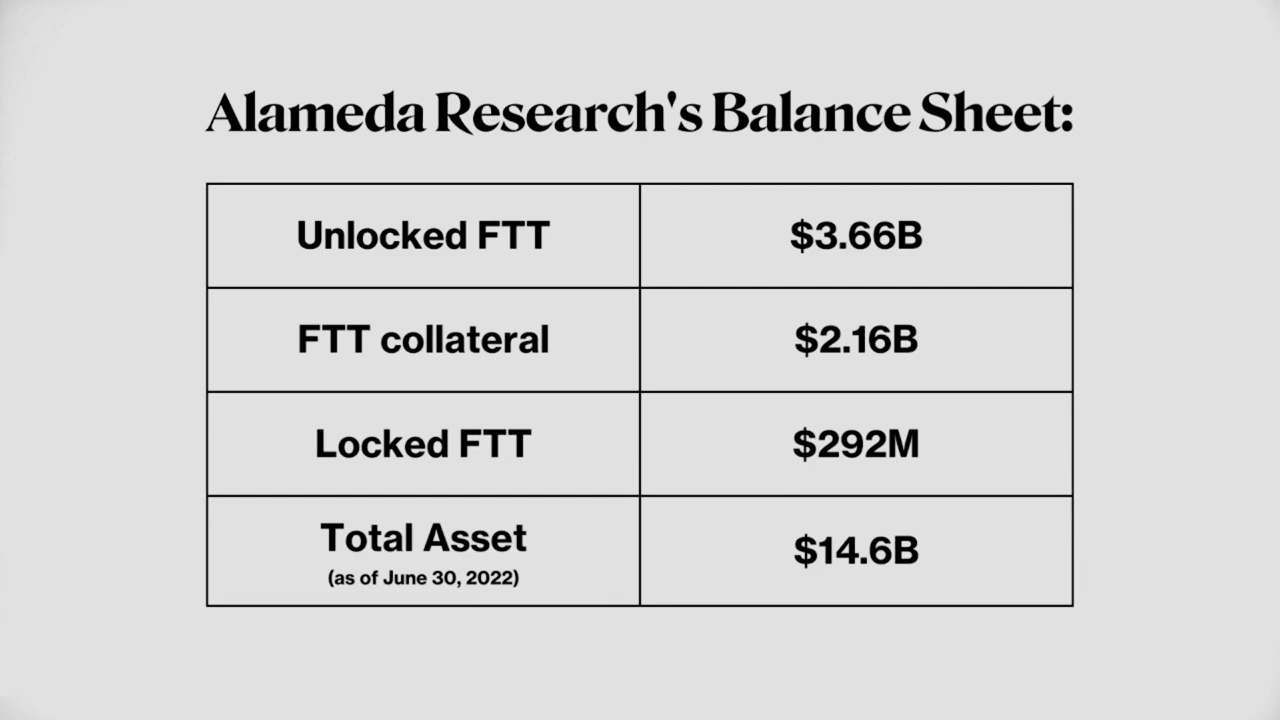 Alameda Research's Balance Sheet:
Unlocked FTT $3.66B
FTT collateral $2.16B
Locked FTT $292M
Total Asset $14.6B
(as of June 30, 2022)